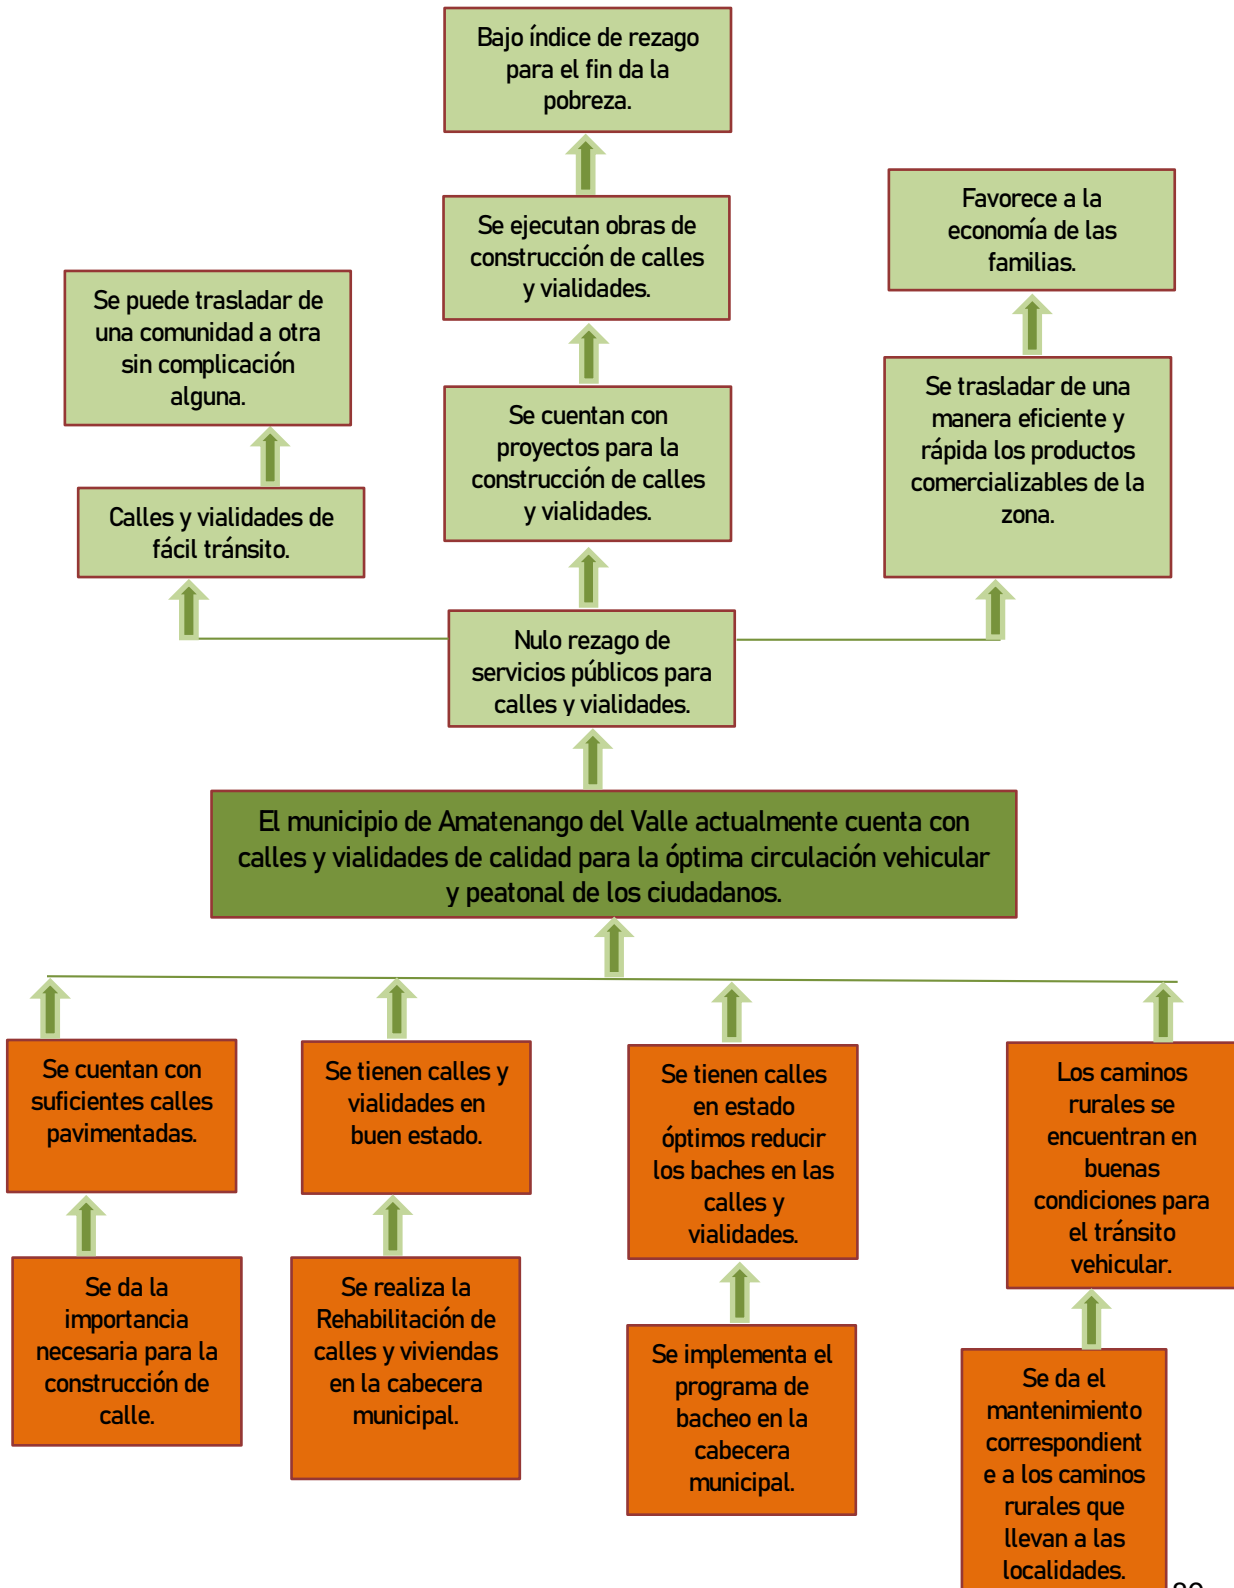 Bajo índice de rezago
para el fin da la
pobreza.
Se ejecutan obras de
construcción de calles
y vialidades.
Favorece a la
economía de las
familias.
Se puede trasladar de
una comunidad a otra
sin complicación
alguna.
Se cuentan con
proyectos para la
construcción de calles
y vialidades.
Se trasladar de una
manera eficiente y
rápida los productos
comercializables de la
zona.
Calles y vialidades de
fácil tránsito.
Nulo rezago de
servicios públicos para
calles y vialidades.
El municipio de Amatenango del Valle actualmente cuenta con
calles y vialidades de calidad para la óptima circulación vehicular
y peatonal de los ciudadanos.
Se cuentan con
suficientes calles
pavimentadas.
Se tienen calles y
vialidades en
buen estado.
Se tienen calles
en estado
óptimos reducir
los baches en las
calles y
vialidades.
Los caminos
rurales se
encuentran en
buenas
condiciones para
el tránsito
vehicular.
Se da la
importancia
necesaria para la
construcción de
calle.
Se realiza la
Rehabilitación de
calles y viviendas
en la cabecera
municipal.
Se implementa el
programa de
bacheo en la
cabecera
municipal.
Se da el
mantenimiento
correspondient
e a los caminos
rurales que
llevan a las
localidades.